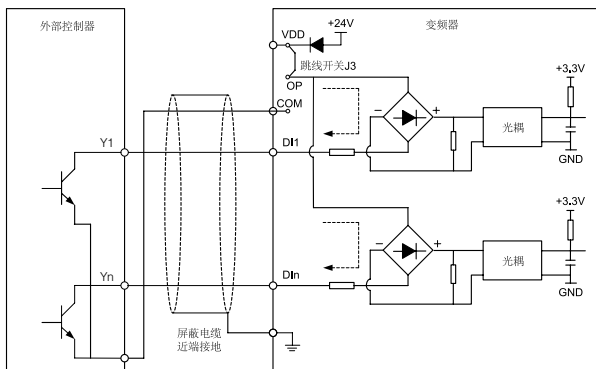 外部控制器
变频器
+24V
VDD
跳线开关J3
OP
COM
+3.3V
−
+
光耦
GND
Y1
DI1
+3.3V
−
+
光耦
GND
Yn
DIn
屏蔽电缆
近端接地